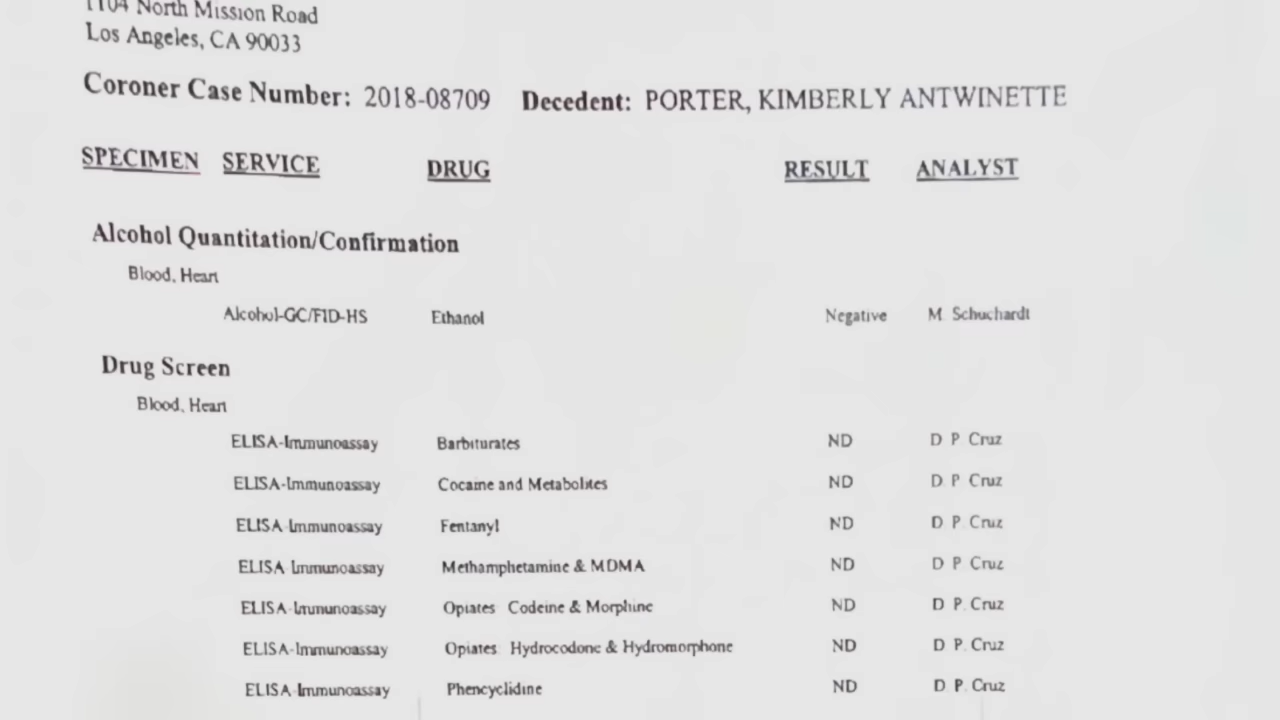 1104 North Mission Road
Los Angeles, CA 90033
Coroner Case Number: 2018-08709 Decedent: PORTER, KIMBERLY ANTWINETTE
SPECIMEN SERVICE DRUG RESULT ANALYST
Alcohol Quantitation/Confirmation
Blood, Heart
Alcohol-GC/FID-HS Ethanol Negative M. Schuchardt
Drug Screen
Blood, Heart
ELISA-Immunoassay Barbiturates ND D. P. Cruz
ELISA-Immunoassay Cocaine and Metabolites ND D. P. Cruz
ELISA-Immunoassay Fentanyl ND D. P. Cruz
ELISA-Immunoassay Methamphetamine & MDMA ND D. P. Cruz
ELISA-Immunoassay Opiates: Codeine & Morphine ND D. P. Cruz
ELISA-Immunoassay Opiates: Hydrocodone & Hydromorphone ND D. P. Cruz
ELISA-Immunoassay Phencyclidine ND D. P. Cruz